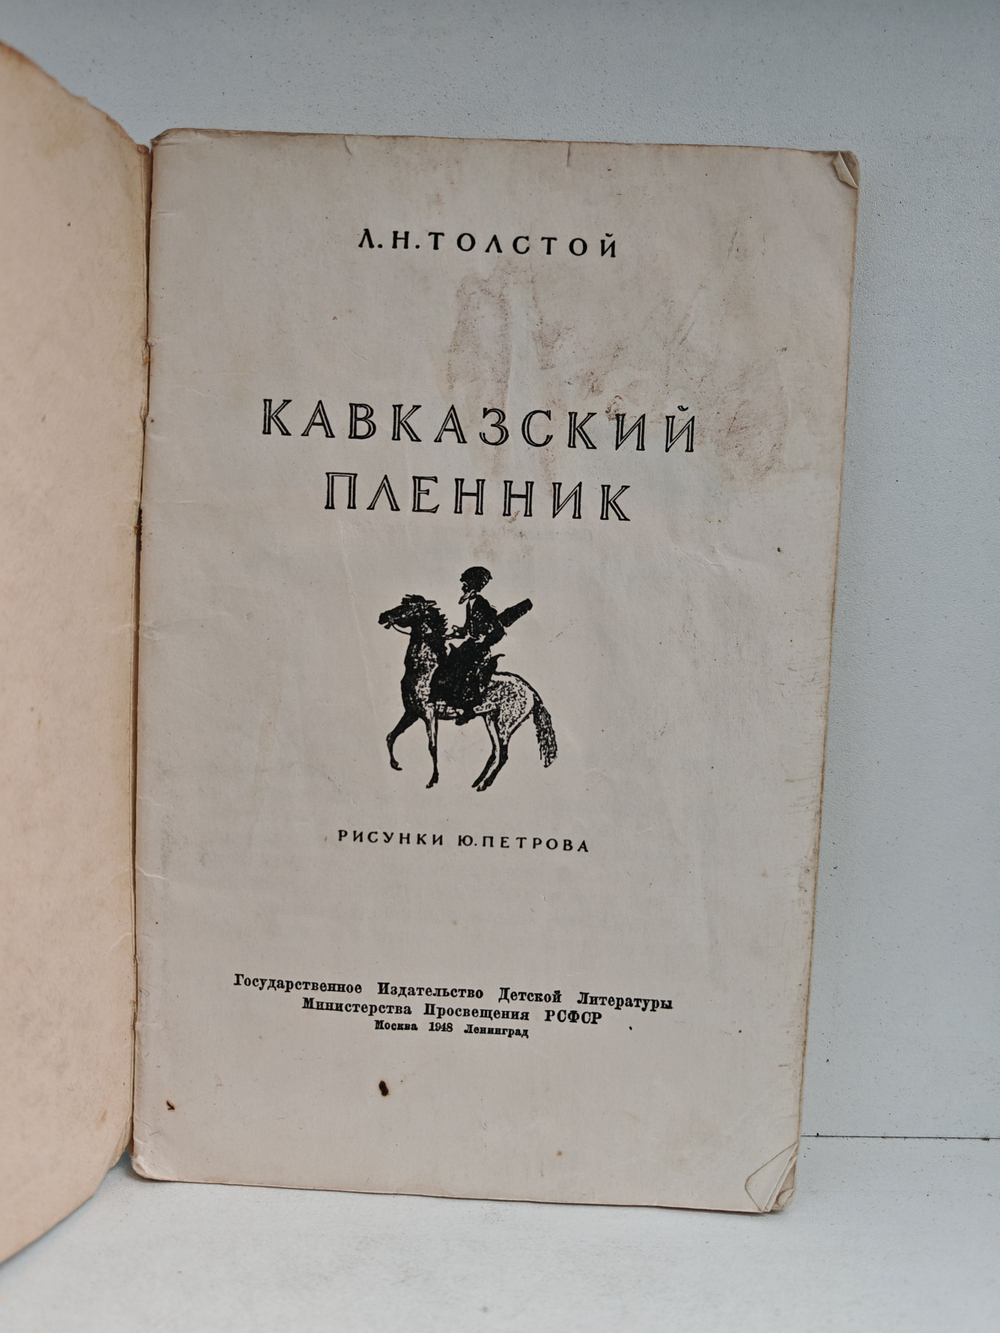 Л. Н. ТОЛСТОЙ
КАВКАЗСКИЙ
ПЛЕННИК
РИСУНКИ Ю. ПЕТРОВА
Государственное Издательство Детской Литературы
Министерства Просвещения РСФСР
Москва 1948 Ленинград